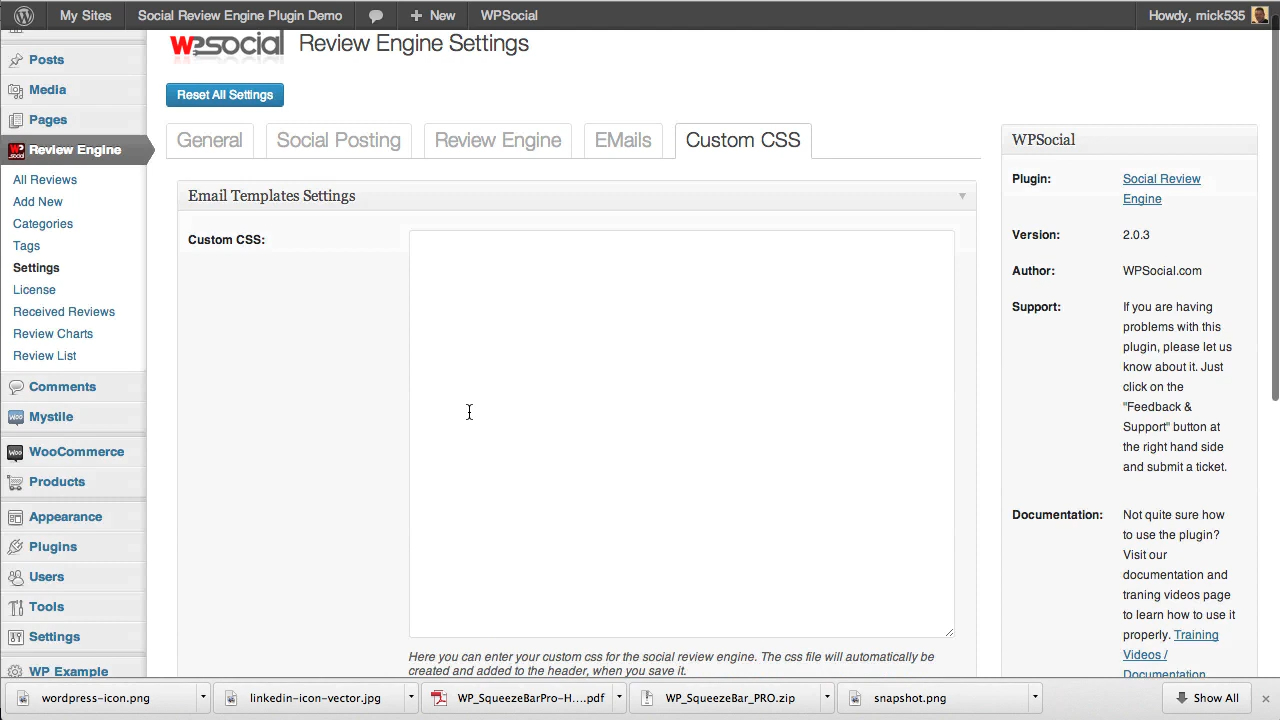 My Sites
Social Review Engine Plugin Demo
New
WPSocial
Howdy, mick535
Posts
Media
Pages
Review Engine
All Reviews
Add New
Categories
Tags
Settings
License
Received Reviews
Review Charts
Review List
Comments
Mystile
WooCommerce
Products
Appearance
Plugins
Users
Tools
Settings
WP Example
WPSocial Review Engine Settings
Reset All Settings
General
Social Posting
Review Engine
EMails
Custom CSS
Email Templates Settings
Custom CSS:
Here you can enter your custom css for the social review engine. The css file will automatically be
created and added to the header, when you save it.
WPSocial
Plugin:
Social Review
Engine
Version:
2.0.3
Author:
WPSocial.com
Support:
If you are having
problems with this
plugin, please let us
know about it. Just
click on the
"Feedback &
Support" button at
the right hand side
and submit a ticket.
Documentation:
Not quite sure how
to use the plugin?
Visit our
documentation and
traning videos page
to learn how to use it
properly. Training
Videos /
Documentation
wordpress-icon.png
linkedin-icon-vector.jpg
WP_SqueezeBarPro-H....pdf
WP_SqueezeBar_PRO.zip
snapshot.png
Show All